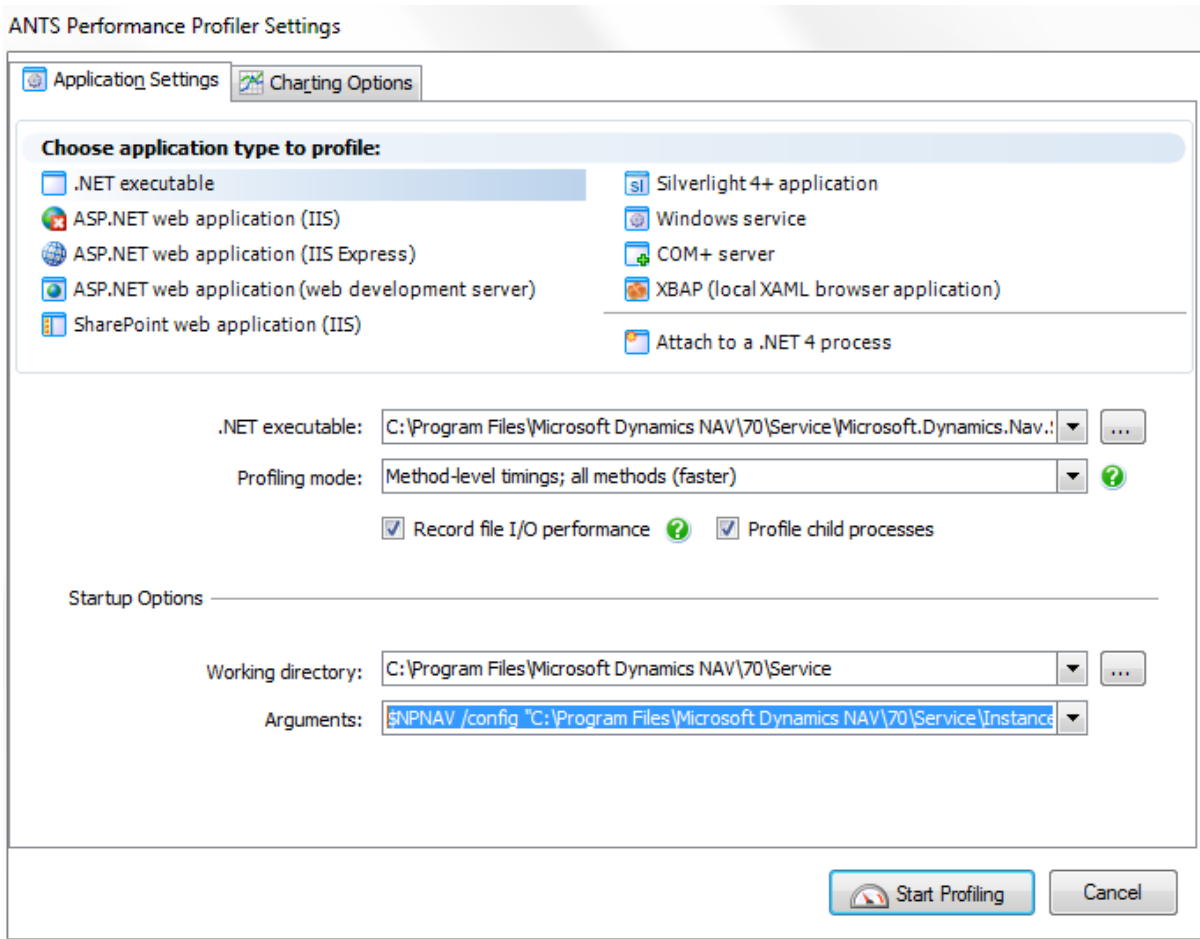 ANTS Performance Profiler Settings
Application Settings
Charting Options
Choose application type to profile:
.NET executable
ASP.NET web application (IIS)
ASP.NET web application (IIS Express)
ASP.NET web application (web development server)
SharePoint web application (IIS)
Silverlight 4+ application
Windows service
COM+ server
XBAP (local XAML browser application)
Attach to a .NET 4 process
.NET executable: C:\Program Files\Microsoft Dynamics NAV\70\Service\Microsoft.Dynamics.Nav. ...
Profiling mode: Method-level timings; all methods (faster) ?
Record file I/O performance ? Profile child processes
Startup Options
Working directory: C:\Program Files\Microsoft Dynamics NAV\70\Service ...
Arguments: $NPNAV /config "C:\Program Files\Microsoft Dynamics NAV\70\Service\Instance
Start Profiling
Cancel